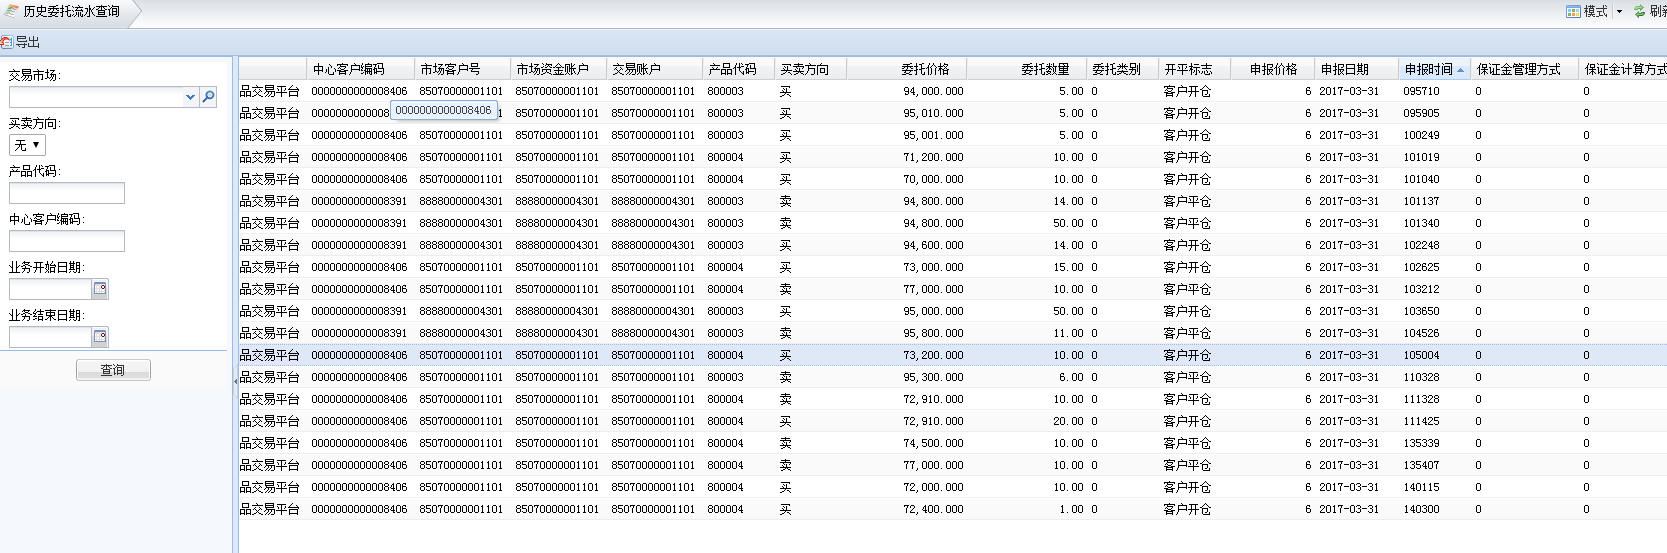 历史委托流水查询
模式 刷新
导出
交易市场:
买卖方向:
无
产品代码:
中心客户编码:
业务开始日期:
业务结束日期:
查询
中心客户编码 市场客户号 市场资金账户 交易账户 产品代码 买卖方向 委托价格 委托数量 委托类别 开平标志 申报价格 申报日期 申报时间 保证金管理方式 保证金计算方式
品交易平台 0000000000008406 85070000001101 85070000001101 85070000001101 800003 买 94,000.000 5.00 0 客户开仓 6 2017-03-31 095710 0 0
0000000000008406
品交易平台 0000000000008 1 85070000001101 85070000001101 800003 买 95,010.000 5.00 0 客户开仓 6 2017-03-31 095905 0 0
品交易平台 0000000000008406 85070000001101 85070000001101 85070000001101 800003 买 95,001.000 5.00 0 客户开仓 6 2017-03-31 100249 0 0
品交易平台 0000000000008406 85070000001101 85070000001101 85070000001101 800004 买 71,200.000 10.00 0 客户开仓 6 2017-03-31 101019 0 0
品交易平台 0000000000008406 85070000001101 85070000001101 85070000001101 800004 买 70,000.000 10.00 0 客户开仓 6 2017-03-31 101040 0 0
品交易平台 0000000000008391 88880000004301 88880000004301 88880000004301 800003 卖 94,800.000 14.00 0 客户平仓 6 2017-03-31 101137 0 0
品交易平台 0000000000008391 88880000004301 88880000004301 88880000004301 800003 卖 94,800.000 50.00 0 客户平仓 6 2017-03-31 101340 0 0
品交易平台 0000000000008391 88880000004301 88880000004301 88880000004301 800003 买 94,600.000 14.00 0 客户开仓 6 2017-03-31 102248 0 0
品交易平台 0000000000008406 85070000001101 85070000001101 85070000001101 800004 买 73,000.000 15.00 0 客户开仓 6 2017-03-31 102625 0 0
品交易平台 0000000000008406 85070000001101 85070000001101 85070000001101 800004 卖 77,000.000 10.00 0 客户平仓 6 2017-03-31 103212 0 0
品交易平台 0000000000008391 88880000004301 88880000004301 88880000004301 800003 买 95,000.000 50.00 0 客户开仓 6 2017-03-31 103650 0 0
品交易平台 0000000000008391 88880000004301 88880000004301 88880000004301 800003 卖 95,800.000 11.00 0 客户平仓 6 2017-03-31 104526 0 0
品交易平台 0000000000008406 85070000001101 85070000001101 85070000001101 800004 买 73,200.000 10.00 0 客户开仓 6 2017-03-31 105004 0 0
品交易平台 0000000000008406 85070000001101 85070000001101 85070000001101 800003 卖 95,300.000 6.00 0 客户平仓 6 2017-03-31 110328 0 0
品交易平台 0000000000008406 85070000001101 85070000001101 85070000001101 800004 买 72,910.000 10.00 0 客户开仓 6 2017-03-31 111328 0 0
品交易平台 0000000000008406 85070000001101 85070000001101 85070000001101 800004 买 72,910.000 20.00 0 客户开仓 6 2017-03-31 111425 0 0
品交易平台 0000000000008406 85070000001101 85070000001101 85070000001101 800004 卖 74,500.000 10.00 0 客户平仓 6 2017-03-31 135339 0 0
品交易平台 0000000000008406 85070000001101 85070000001101 85070000001101 800004 卖 77,000.000 10.00 0 客户平仓 6 2017-03-31 135407 0 0
品交易平台 0000000000008406 85070000001101 85070000001101 85070000001101 800004 买 72,000.000 10.00 0 客户开仓 6 2017-03-31 140115 0 0
品交易平台 0000000000008406 85070000001101 85070000001101 85070000001101 800004 买 72,400.000 1.00 0 客户开仓 6 2017-03-31 140300 0 0